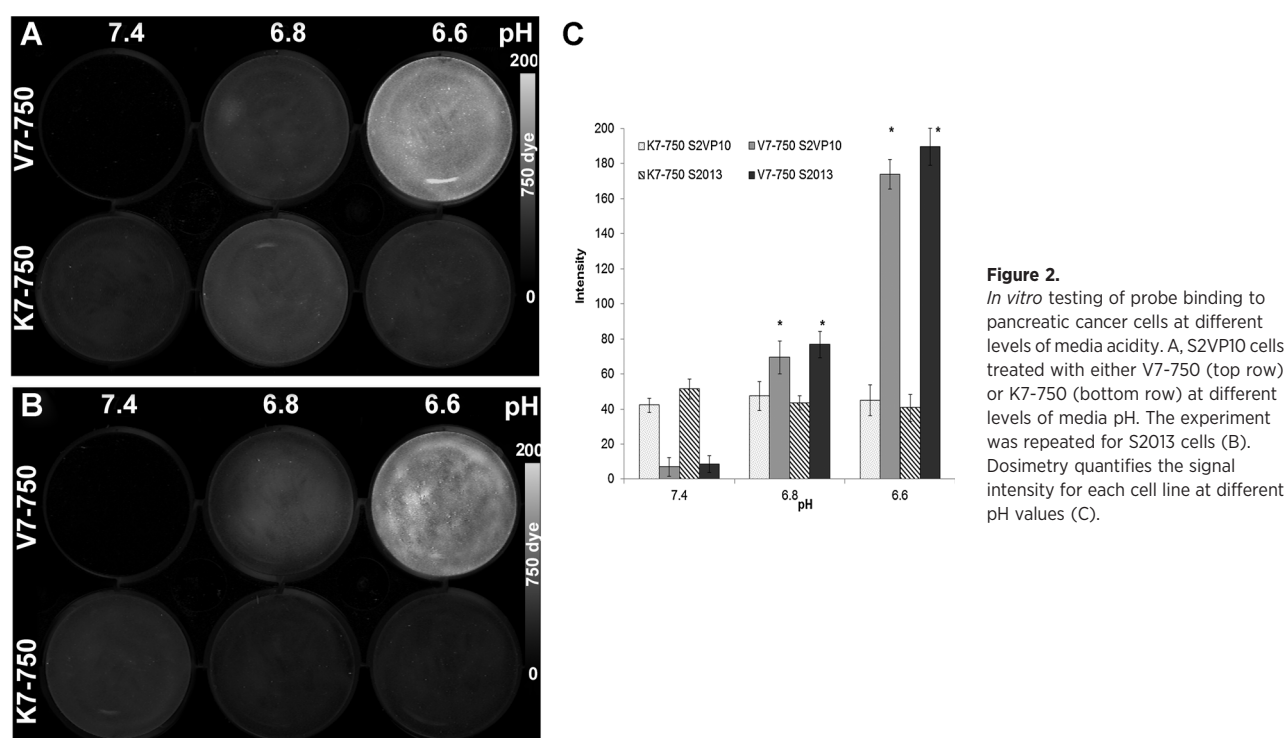 A 7.4 6.8 6.6 pH
200
V7-750
750 dye
K7-750
0
B 7.4 6.8 6.6 pH
200
V7-750
750 dye
K7-750
0
C
Intensity
200
180
160
140
120
100
80
60
40
20
0
K7-750 S2VP10 V7-750 S2VP10
K7-750 S2013 V7-750 S2013
* *
* *
7.4 6.8 6.6
pH
Figure 2.
In vitro testing of probe binding to
pancreatic cancer cells at different
levels of media acidity. A, S2VP10 cells
treated with either V7-750 (top row)
or K7-750 (bottom row) at different
levels of media pH. The experiment
was repeated for S2013 cells (B).
Dosimetry quantifies the signal
intensity for each cell line at different
pH values (C).